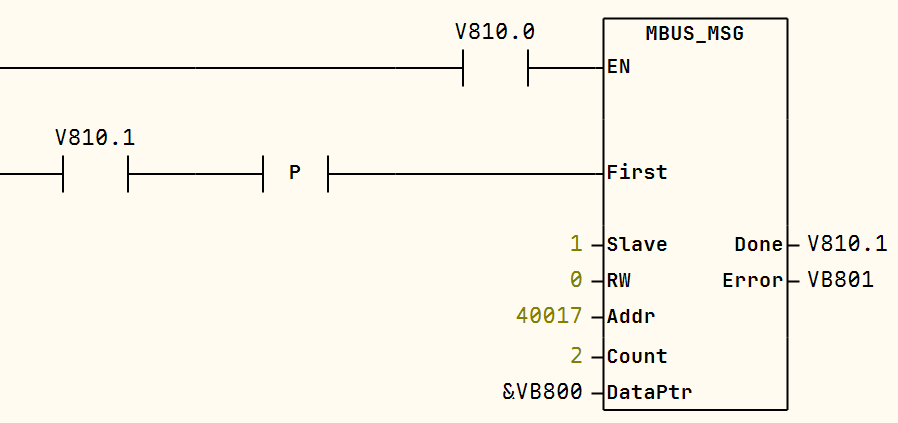 V810.0
MBUS_MSG
EN
V810.1
P
First
1 Slave Done V810.1
0 RW Error VB801
40017 Addr
2 Count
&VB800 DataPtr